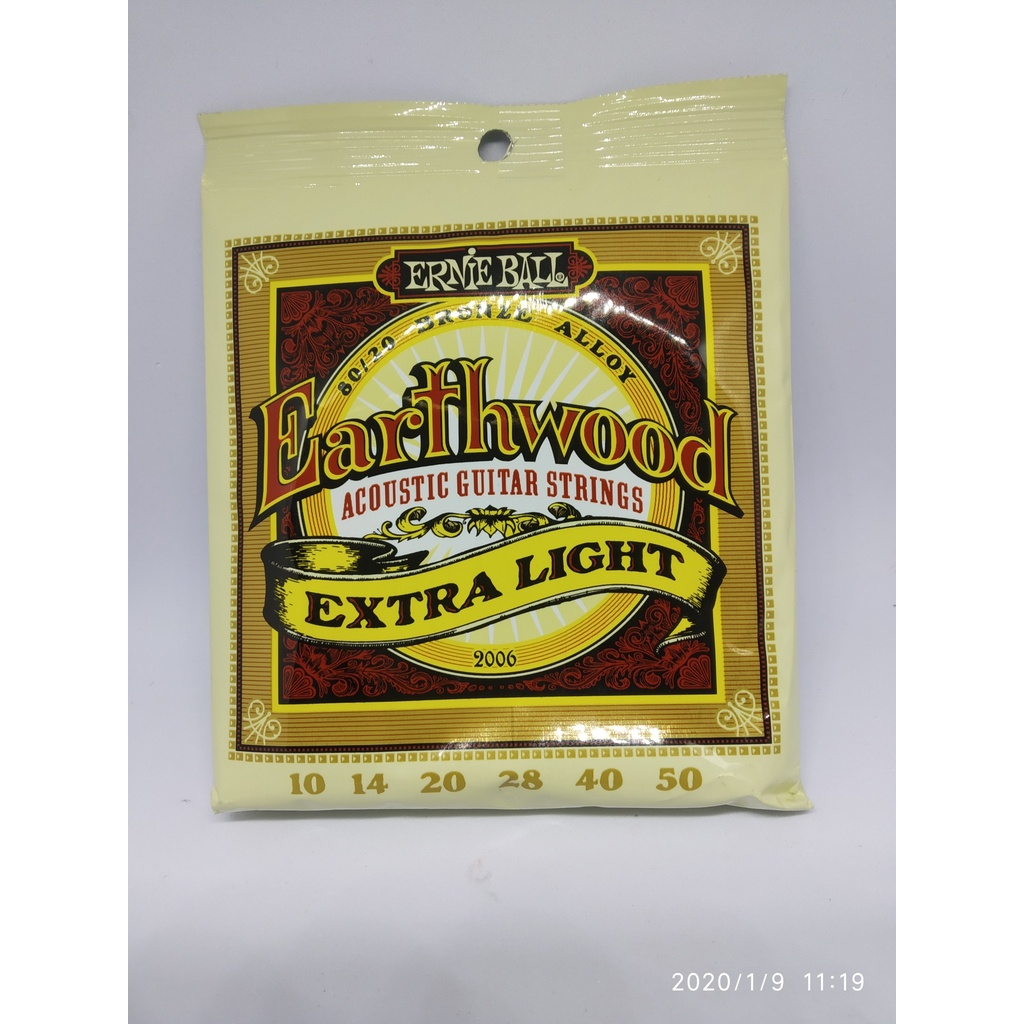 ERNIE BALL®
80/20 BRONZE ALLOY
Earthwood
ACOUSTIC GUITAR STRINGS
EXTRA LIGHT
2006
10 14 20 28 40 50
2020/1/9 11:19